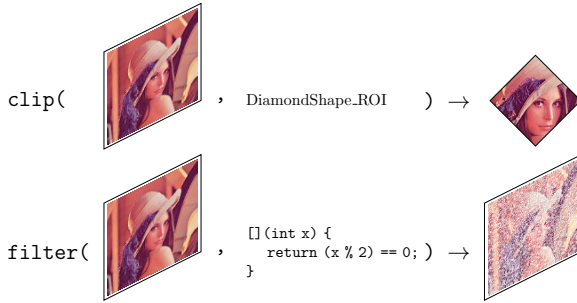 clip( , DiamondShape_ROI ) →
filter( , [](int x) {
return (x % 2) == 0; ) →
}